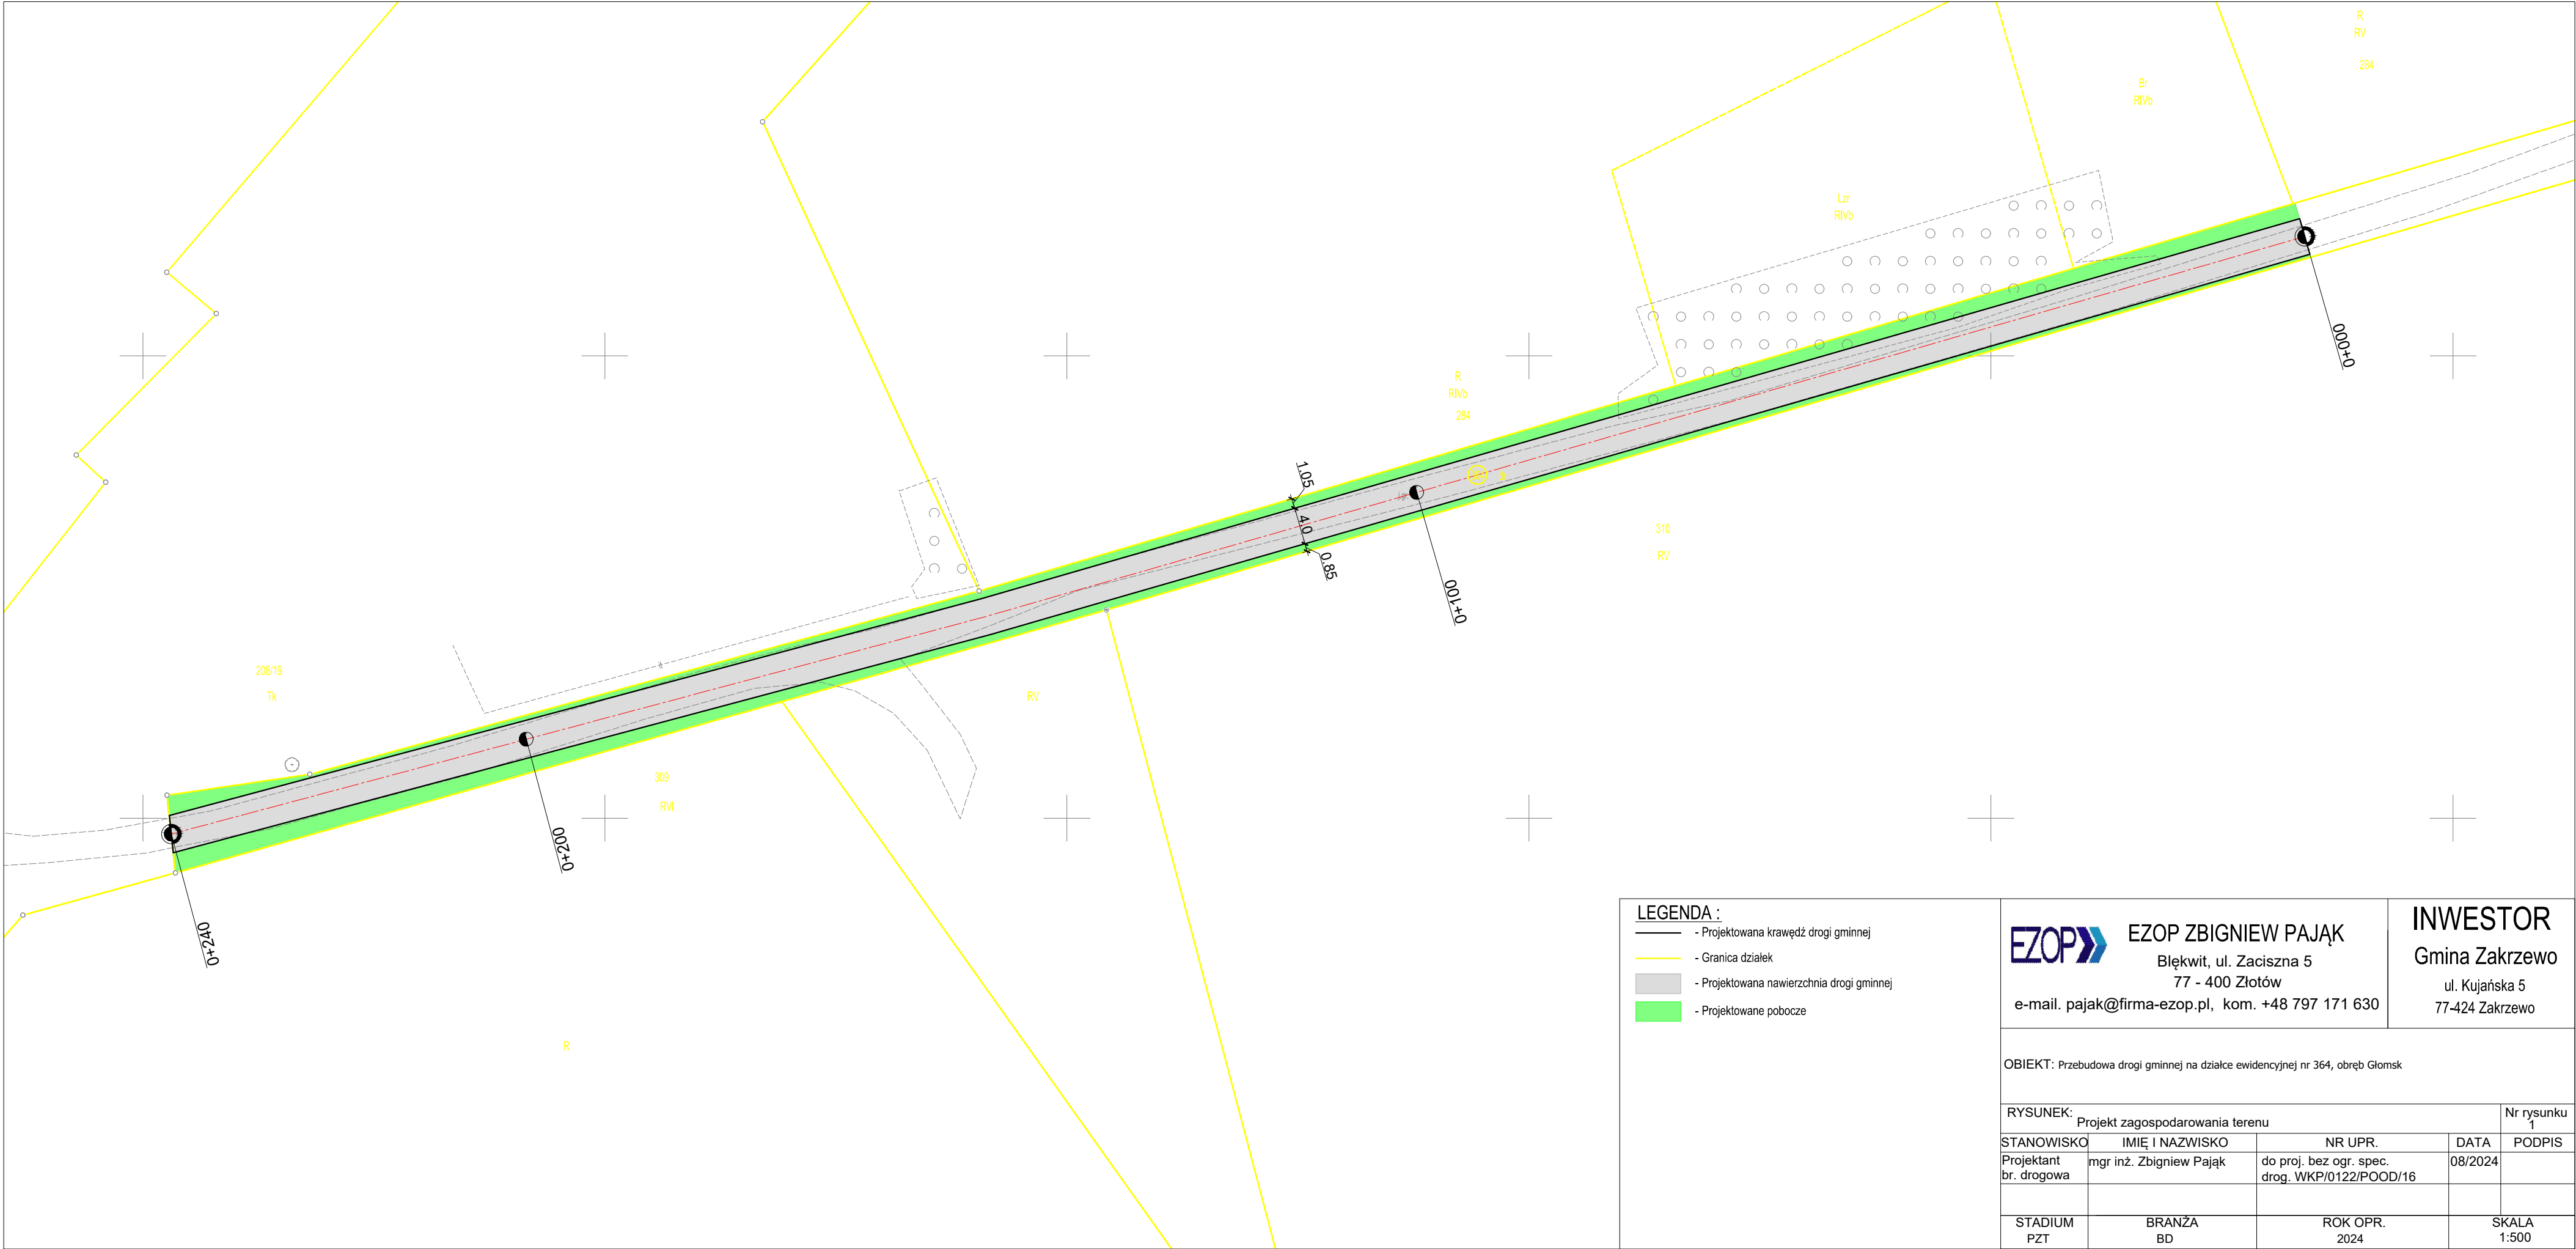 R
RV
284
Br
RIVb
Lzr
RIVb
0+000
R
RIVb
284
1.05
4.0
0.85
0+100
310
RV
208/19
Tk
RV
309
RVI
0+200
0+240
R
LEGENDA :
- Projektowana krawędź drogi gminnej
- Granica działek
- Projektowana nawierzchnia drogi gminnej
- Projektowane pobocze
EZOP
EZOP ZBIGNIEW PAJĄK
Blękwit, ul. Zaciszna 5
77 - 400 Złotów
e-mail. pajak@firma-ezop.pl, kom. +48 797 171 630
INWESTOR
Gmina Zakrzewo
ul. Kujańska 5
77-424 Zakrzewo
OBIEKT: Przebudowa drogi gminnej na działce ewidencyjnej nr 364, obręb Głomsk
RYSUNEK: Projekt zagospodarowania terenu
Nr rysunku
1
STANOWISKO IMIĘ I NAZWISKO NR UPR. DATA PODPIS
Projektant br. drogowa
mgr inż. Zbigniew Pająk
do proj. bez ogr. spec.
drog. WKP/0122/POOD/16
08/2024
STADIUM BRANŻA ROK OPR. SKALA
PZT BD 2024 1:500